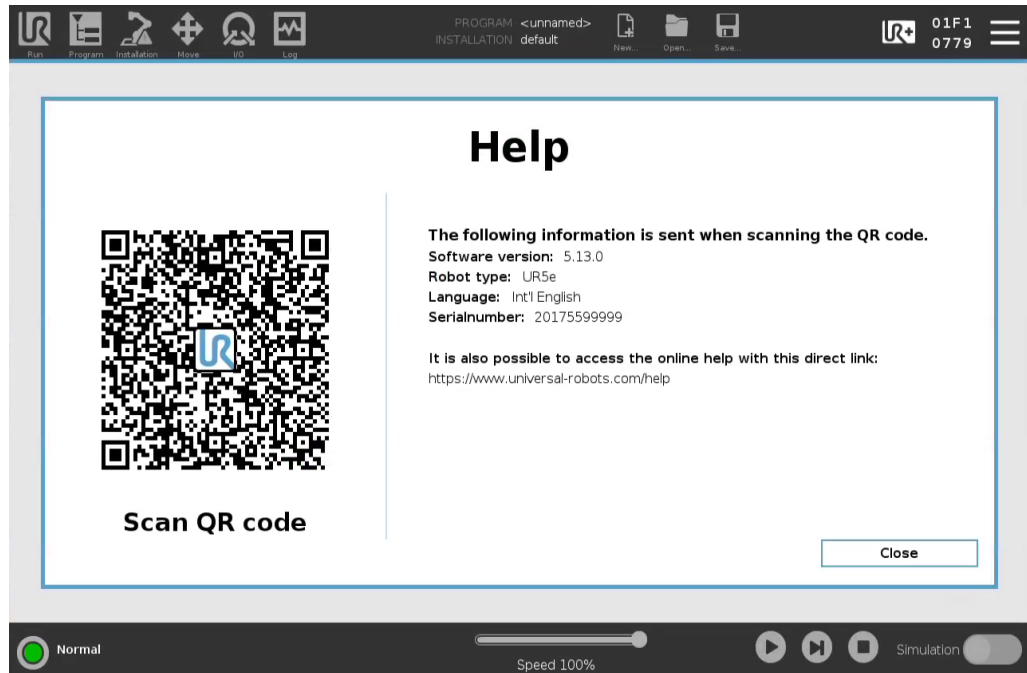 PROGRAM <unnamed>
INSTALLATION default
UR+
01F1
0779
Run
Program
Installation
Move
I/O
Log
New...
Open...
Save...
Help
UR
Scan QR code
The following information is sent when scanning the QR code.
Software version: 5.13.0
Robot type: UR5e
Language: Int'l English
Serialnumber: 20175599999
It is also possible to access the online help with this direct link:
https://www.universal-robots.com/help
Close
Normal
Speed 100%
Simulation